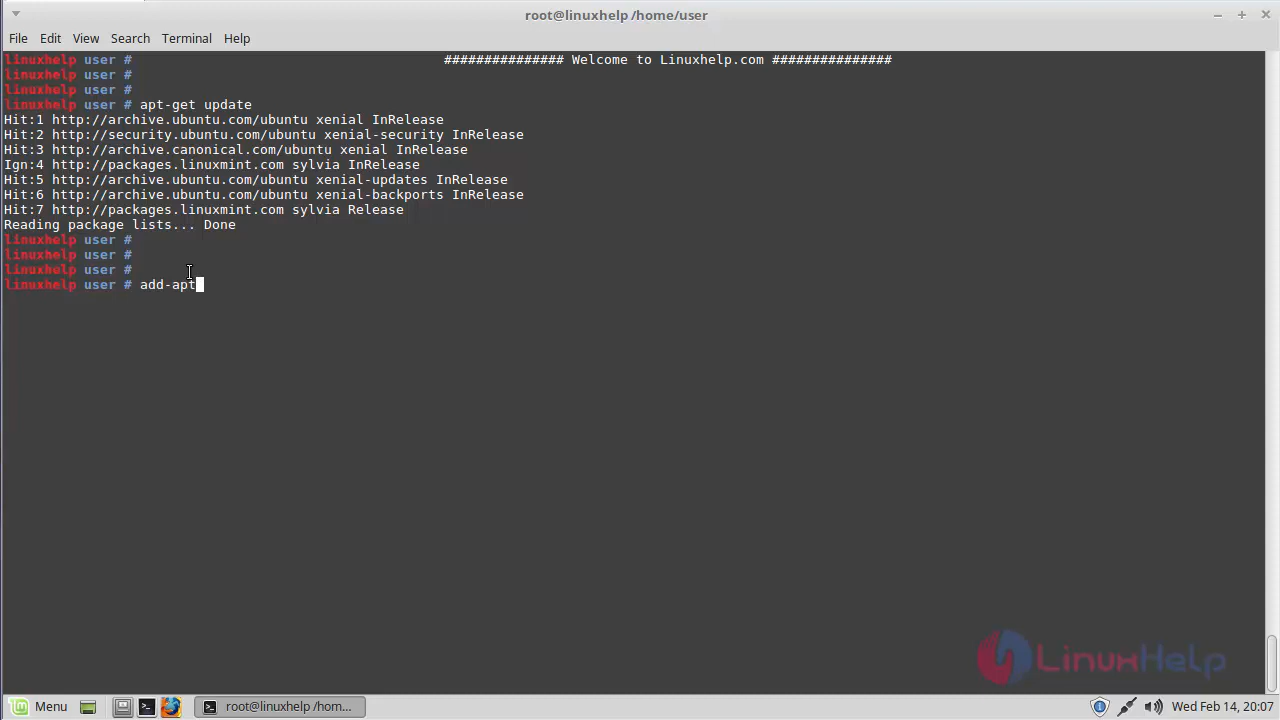 root@linuxhelp /home/user
File Edit View Search Terminal Help
linuxhelp user # ############### Welcome to Linuxhelp.com ###############
linuxhelp user #
linuxhelp user #
linuxhelp user # apt-get update
Hit:1 http://archive.ubuntu.com/ubuntu xenial InRelease
Hit:2 http://security.ubuntu.com/ubuntu xenial-security InRelease
Hit:3 http://archive.canonical.com/ubuntu xenial InRelease
Ign:4 http://packages.linuxmint.com sylvia InRelease
Hit:5 http://archive.ubuntu.com/ubuntu xenial-updates InRelease
Hit:6 http://archive.ubuntu.com/ubuntu xenial-backports InRelease
Hit:7 http://packages.linuxmint.com sylvia Release
Reading package lists... Done
linuxhelp user #
linuxhelp user #
linuxhelp user #
linuxhelp user # add-apt
LinuxHelp
Menu root@linuxhelp /hom... Wed Feb 14, 20:07